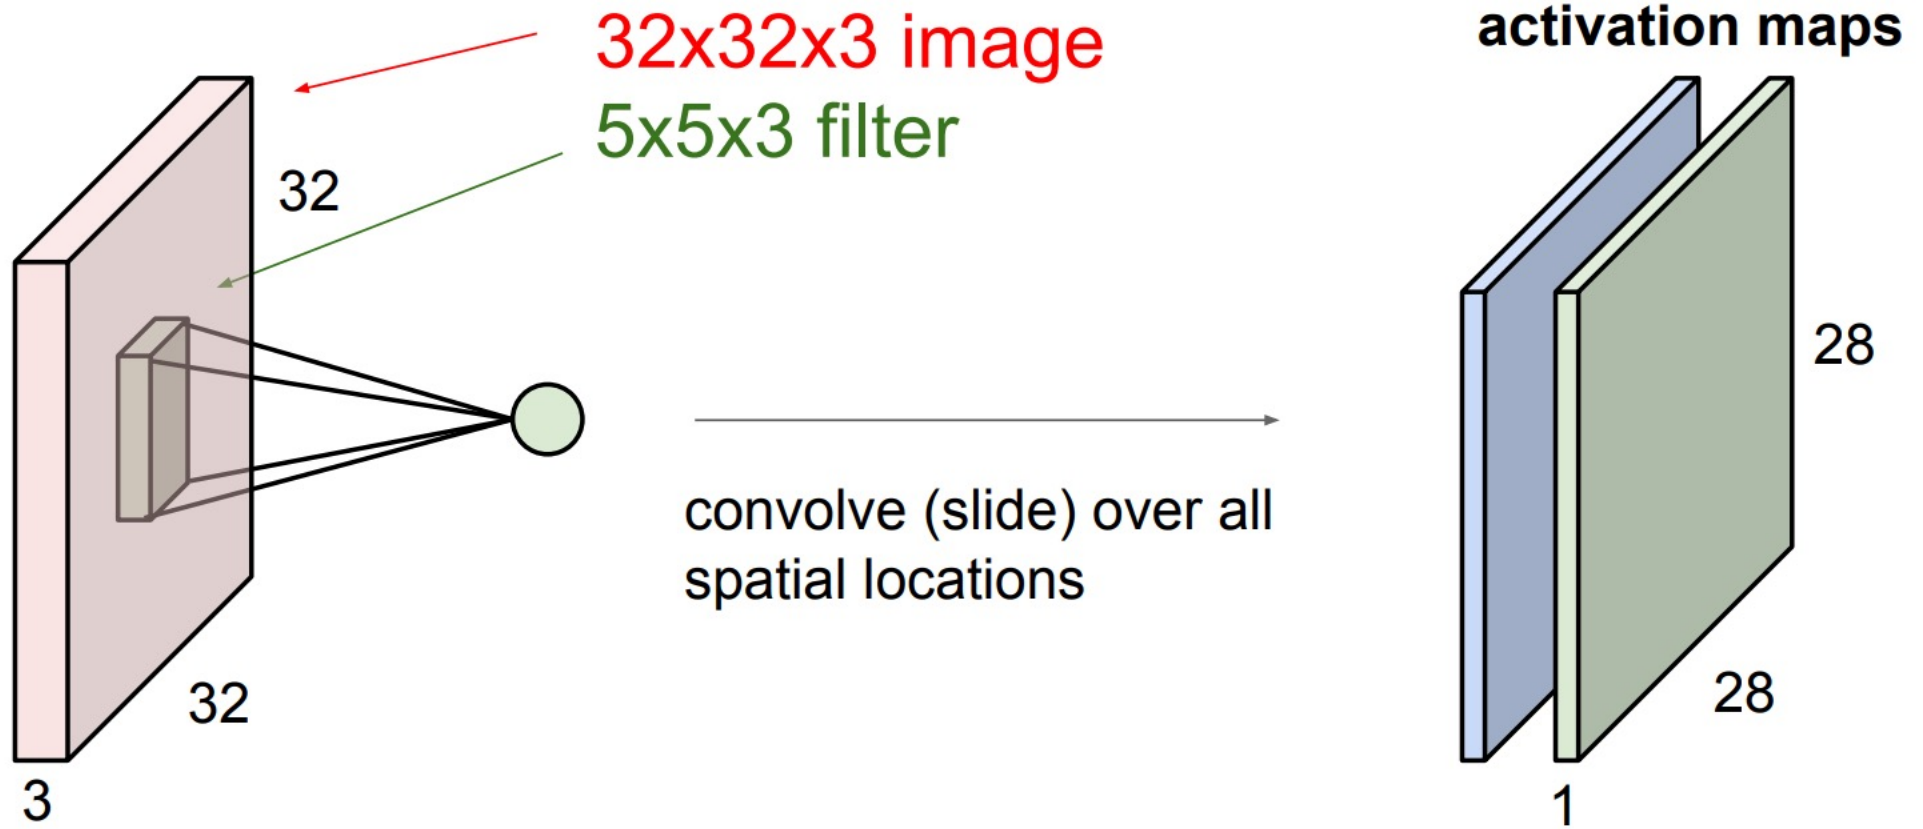 32x32x3 image
5x5x3 filter
32
32
3
convolve (slide) over all
spatial locations
activation maps
28
28
1